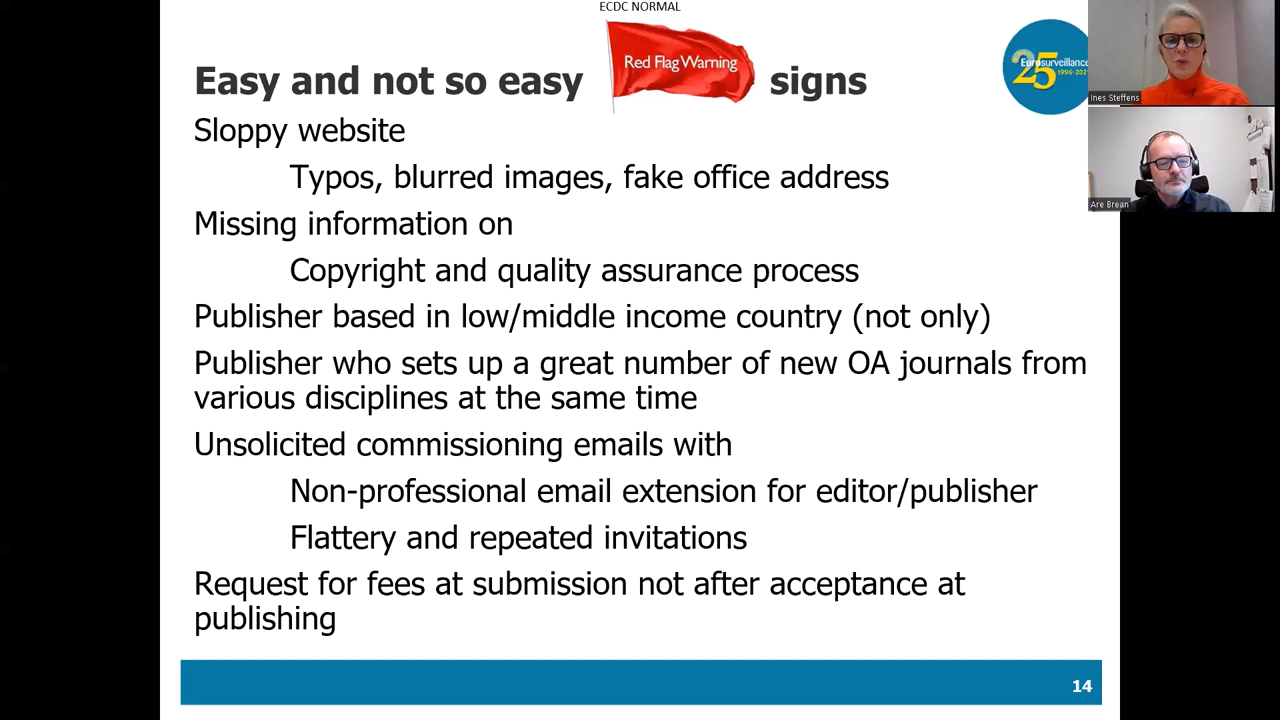 ECDC NORMAL
Easy and not so easy Red Flag Warning signs
25 Eurosurveillance
1996-202
Ines Steffens
Are Brean
Sloppy website
Typos, blurred images, fake office address
Missing information on
Copyright and quality assurance process
Publisher based in low/middle income country (not only)
Publisher who sets up a great number of new OA journals from
various disciplines at the same time
Unsolicited commissioning emails with
Non-professional email extension for editor/publisher
Flattery and repeated invitations
Request for fees at submission not after acceptance at
publishing
14